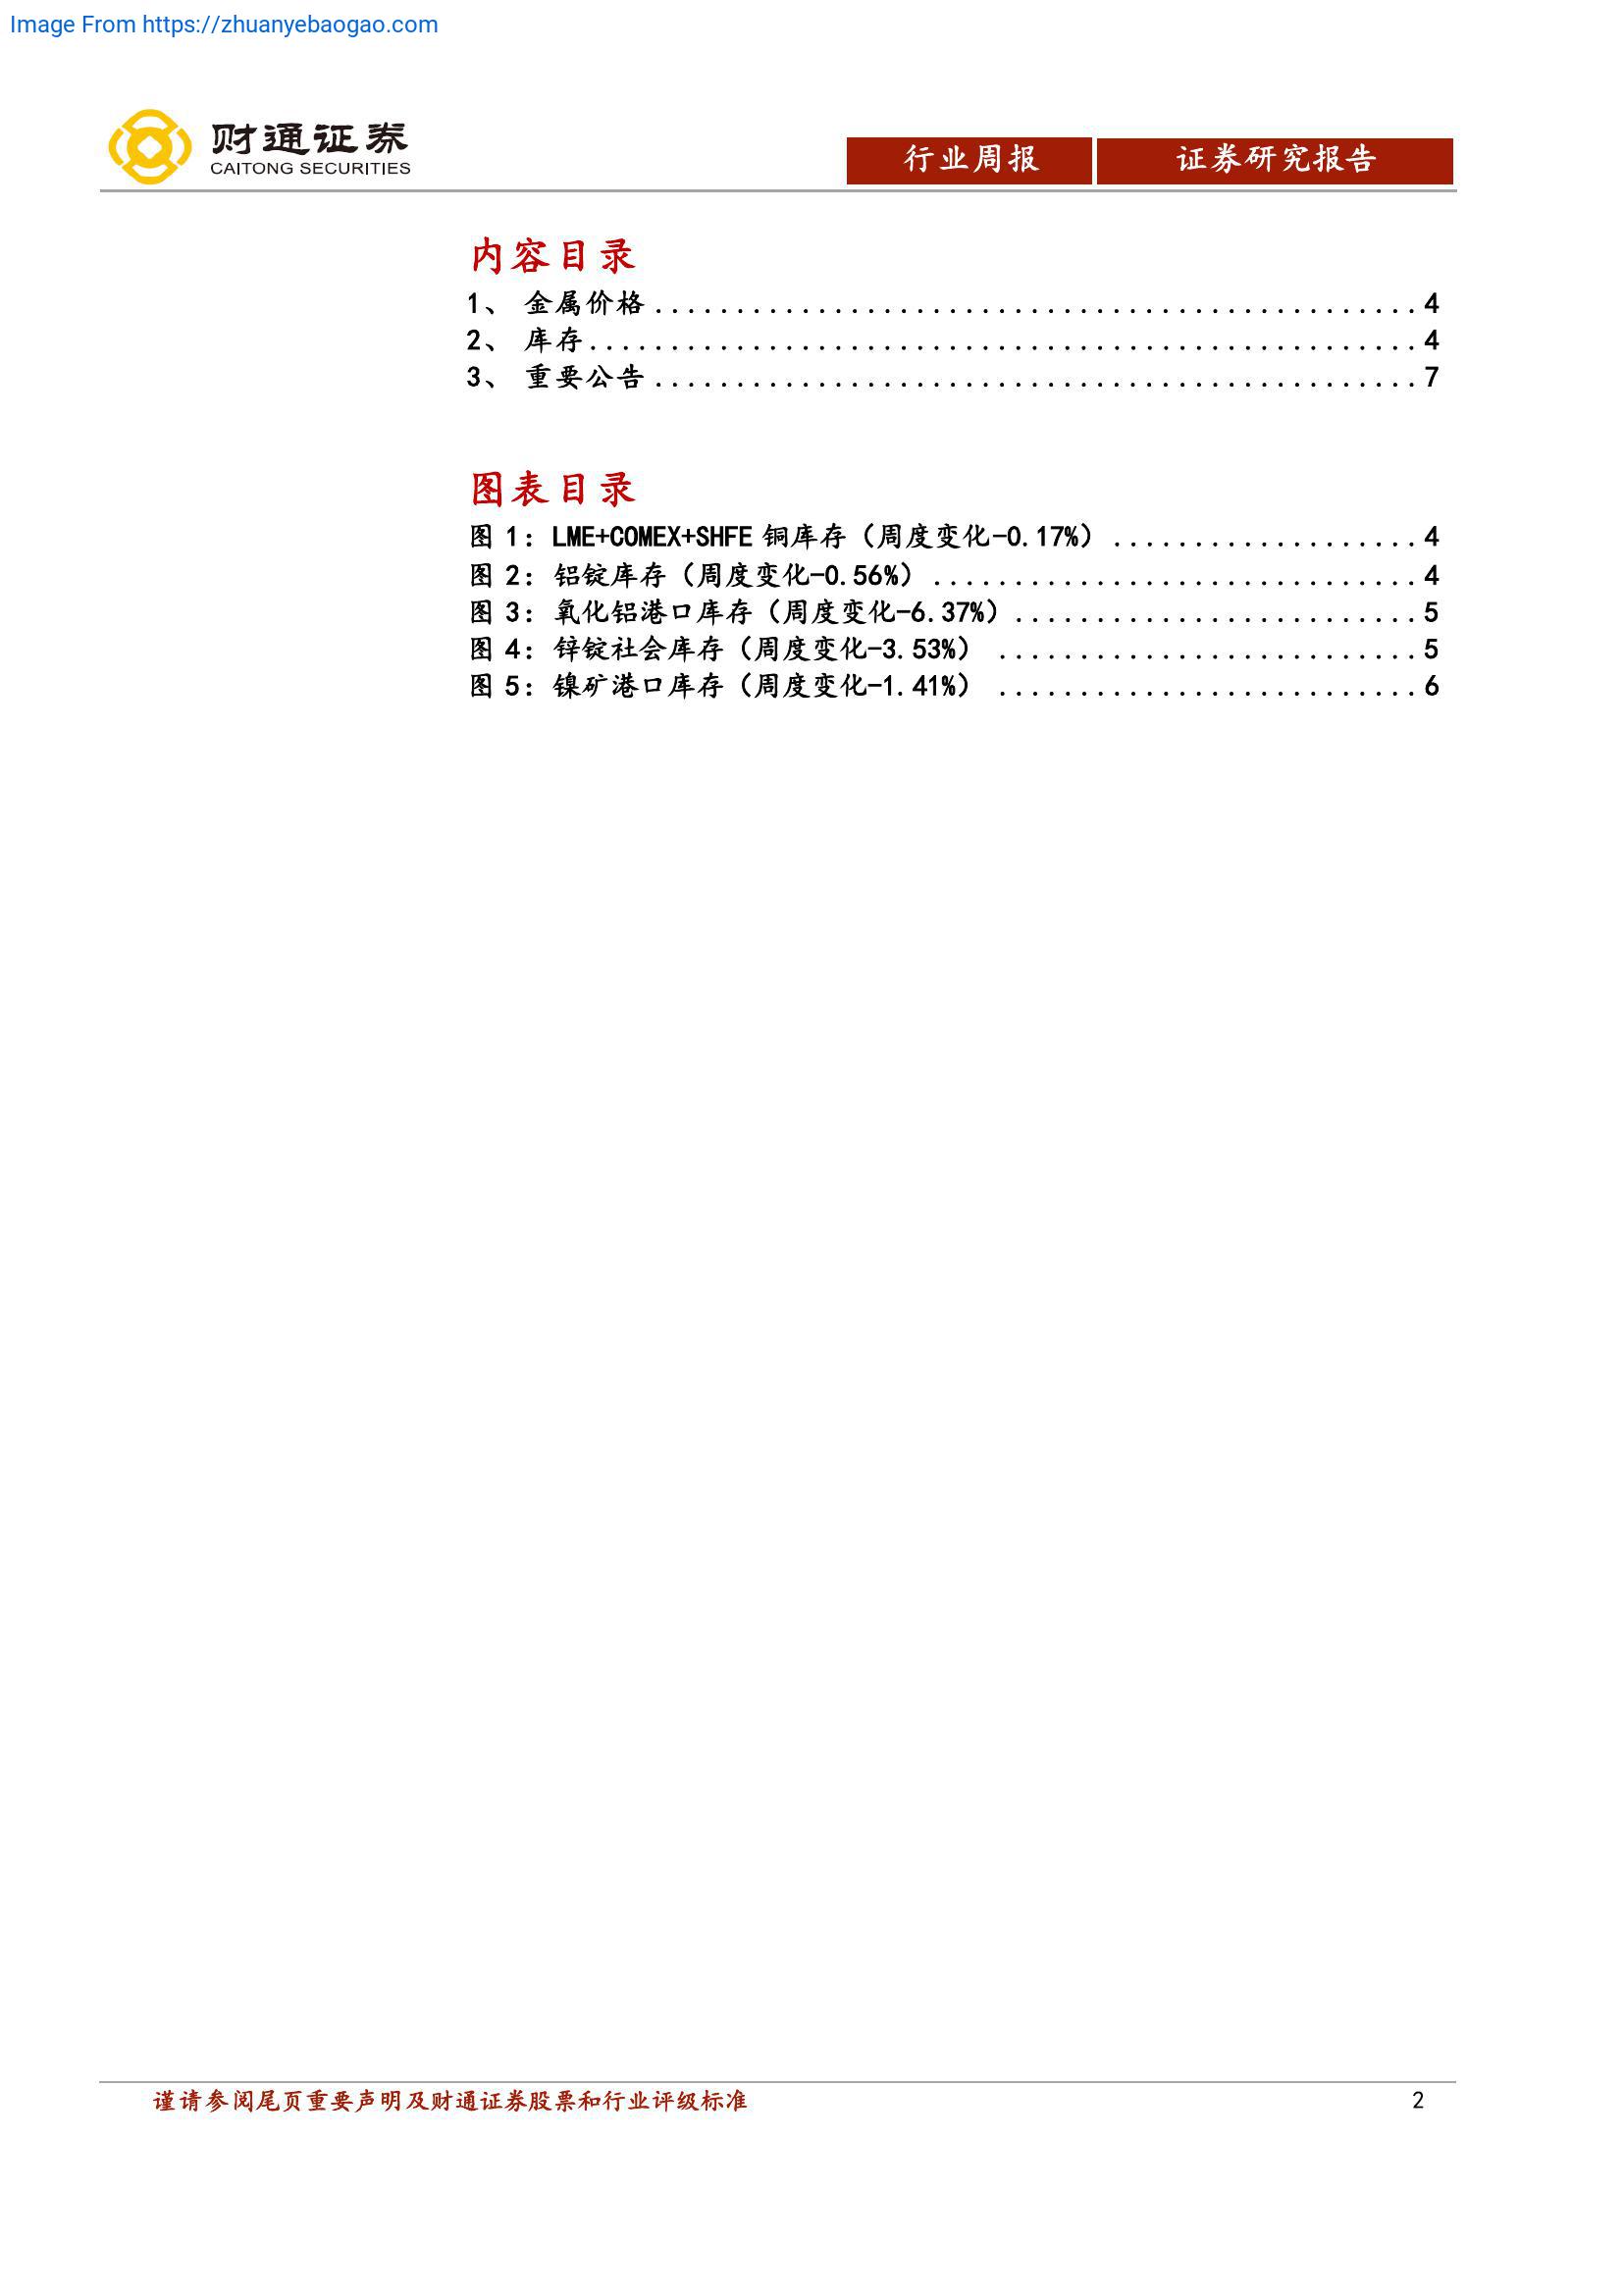 Image From https://zhuanyebaogao.com
财通证券
CAITONG SECURITIES
行业周报 证券研究报告
内容目录
1、 金属价格 ............................................... 4
2、 库存 ................................................... 4
3、 重要公告 ............................................... 7
图表目录
图 1：LME+COMEX+SHFE 铜库存（周度变化-0.17%） ................... 4
图 2：铝锭库存（周度变化-0.56%） .............................. 4
图 3：氧化铝港口库存（周度变化-6.37%） ......................... 5
图 4：锌锭社会库存（周度变化-3.53%） .......................... 5
图 5：镍矿港口库存（周度变化-1.41%） .......................... 6
谨请参阅尾页重要声明及财通证券股票和行业评级标准 2